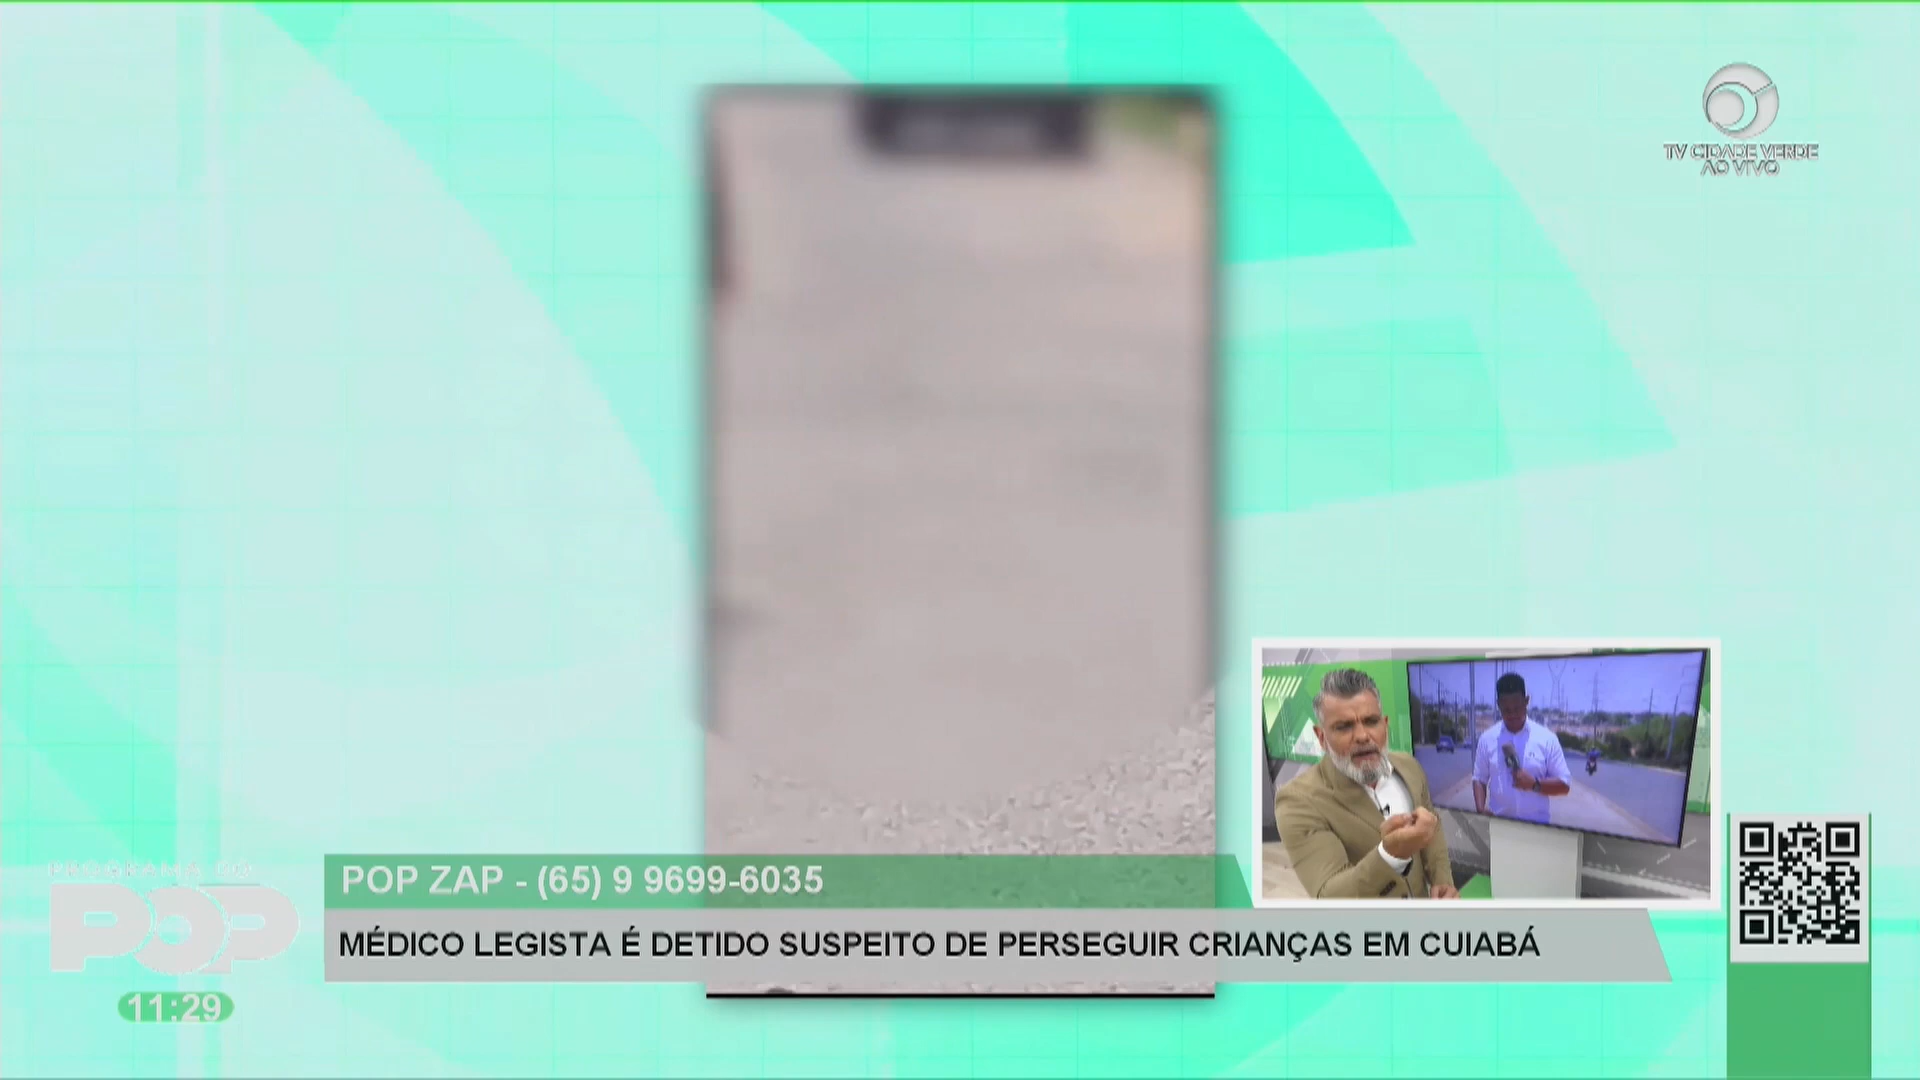 TV CIDADE VERDE
AO VIVO
PROGRAMA DO
POP
11:29
POP ZAP - (65) 9 9699-6035
MÉDICO LEGISTA É DETIDO SUSPEITO DE PERSEGUIR CRIANÇAS EM CUIABÁ